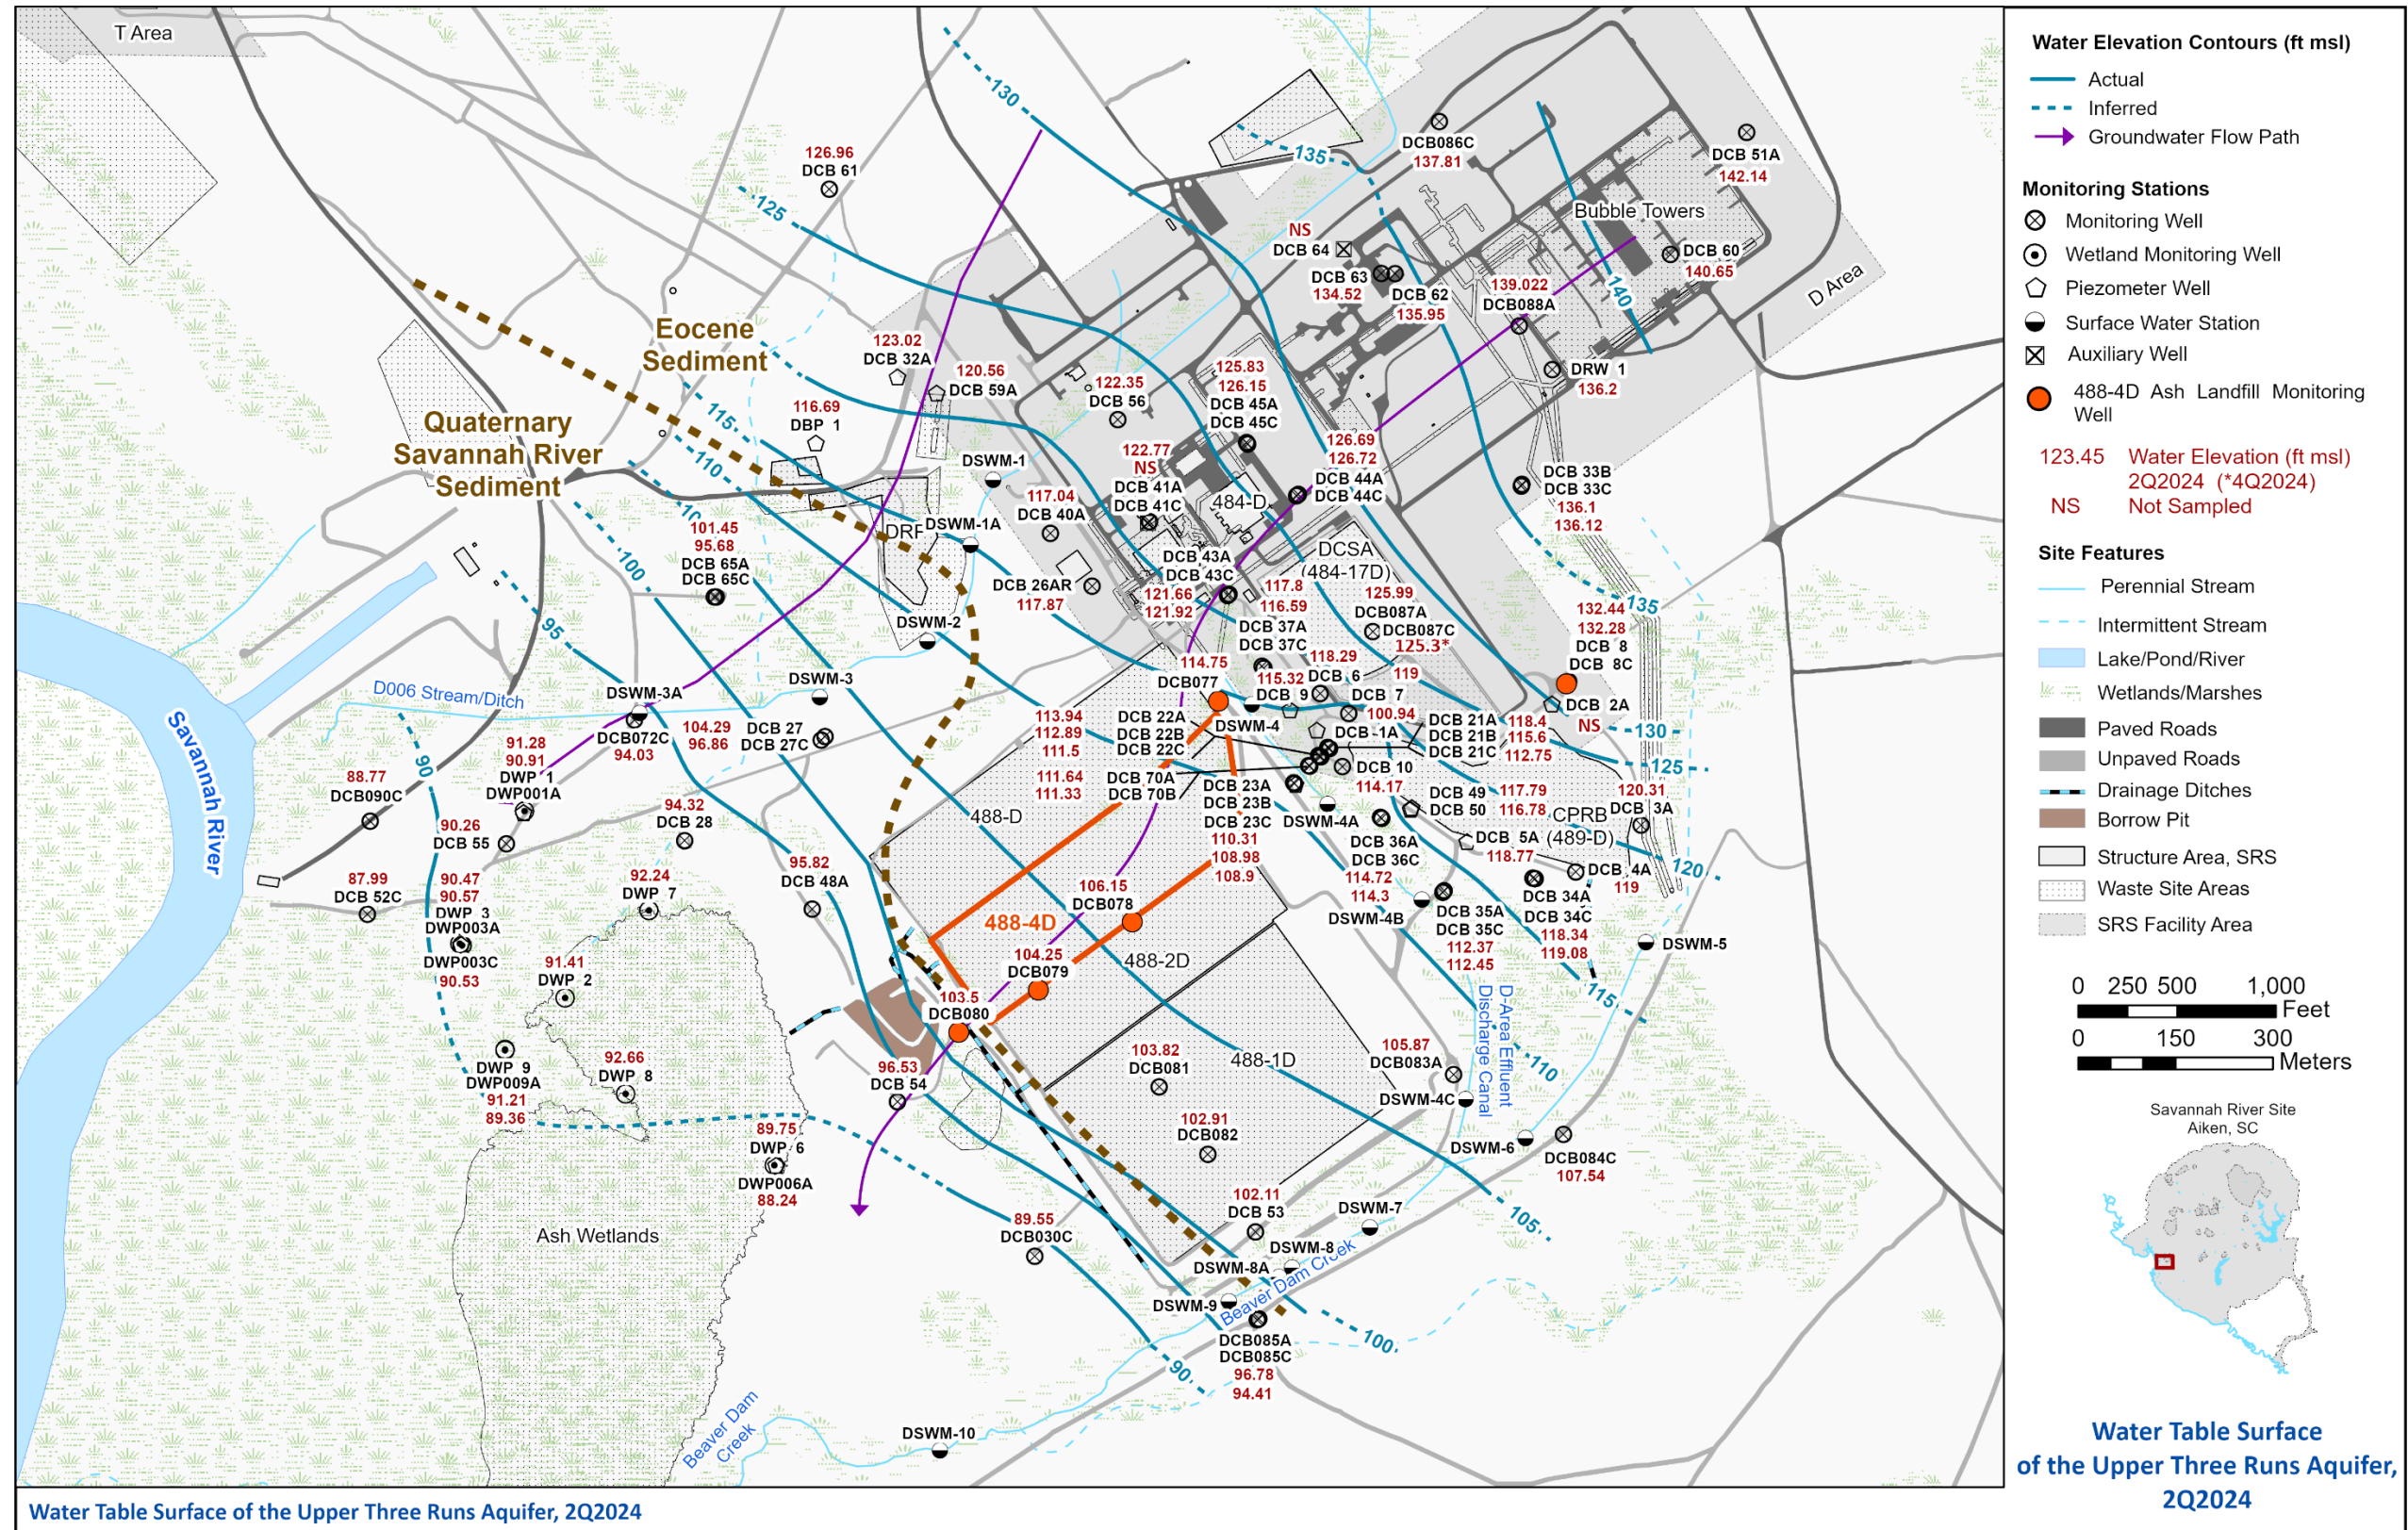 T Area
130
135
126.96
DCB 61
125
DCB086C
137.81
DCB 51A
142.14
Bubble Towers
NS
DCB 64
DCB 60
140.65
D Area
DCB 63
134.52
DCB 62
135.95
139.022
DCB088A
140
Eocene
Sediment
123.02
DCB 32A
120.56
DCB 59A
122.35
DCB 56
125.83
126.15
DCB 45A
DCB 45C
DRW 1
136.2
Quaternary
Savannah River
Sediment
115
116.69
DBP 1
110
126.69
126.72
DCB 44A
DCB 44C
122.77
NS
DCB 41A
DCB 41C
484-D
DSWM-1
117.04
DCB 40A
DCB 33B
DCB 33C
136.1
136.12
10
101.45
95.68
DCB 65A
DCB 65C
100
DRF
DSWM-1A
DCB 26AR
117.87
DCB 43A
DCB 43C
121.66
121.92
DCSA
(484-17D)
117.8
116.59
DCB 37A
DCB 37C
125.99
DCB087A
DCB087C
125.3*
135
132.44
132.28
DCB 8
DCB 8C
95
DSWM-2
114.75
DCB077
118.29
DCB 6
115.32
DCB 9
119
DCB 7
100.94
DCB 2A
NS
130
D006 Stream/Ditch
DSWM-3A
DCB072C
94.03
DSWM-3
104.29
96.86
DCB 27
DCB 27C
113.94
112.89
111.5
DCB 22A
DCB 22B
DCB 22C
DSWM-4
DCB -1A
DCB 21A
DCB 21B
DCB 21C
118.4
115.6
112.75
125
Savannah River
90
91.28
90.91
DWP 1
DWP001A
88.77
DCB090C
111.64
111.33
DCB 70A
DCB 70B
DCB 10
114.17
DCB 23A
DCB 23B
DCB 23C
110.31
108.98
108.9
DCB 49
DCB 50
117.79
116.78
CPRB
(489-D)
120.31
DCB 3A
DSWM-4A
94.32
DCB 28
90.26
DCB 55
488-D
DCB 36A
DCB 36C
114.72
114.3
DCB 5A
118.77
DCB 4A
119
120
95.82
DCB 48A
87.99
DCB 52C
90.47
90.57
DWP 3
DWP003A
DWP003C
90.53
92.24
DWP 7
106.15
DCB078
488-4D
DSWM-4B
DCB 35A
DCB 35C
112.37
112.45
DCB 34A
DCB 34C
118.34
119.08
DSWM-5
91.41
DWP 2
104.25
DCB079
488-2D
103.5
DCB080
115
D-Area Effluent
Discharge Canal
DWP 9
DWP009A
91.21
89.36
92.66
DWP 8
96.53
DCB 54
103.82
DCB081
488-1D
105.87
DCB083A
110
DSWM-4C
89.75
DWP 6
DWP006A
88.24
102.91
DCB082
DSWM-6
DCB084C
107.54
Ash Wetlands
89.55
DCB030C
102.11
DCB 53
DSWM-7
105
DSWM-8
DSWM-8A
Beaver Dam Creek
DSWM-9
DCB085A
DCB085C
96.78
94.41
100
90
Beaver Dam
Creek
DSWM-10
Water Table Surface of the Upper Three Runs Aquifer, 2Q2024
Water Elevation Contours (ft msl)
Actual
Inferred
Groundwater Flow Path
Monitoring Stations
Monitoring Well
Wetland Monitoring Well
Piezometer Well
Surface Water Station
Auxiliary Well
488-4D Ash Landfill Monitoring
Well
123.45 Water Elevation (ft msl)
2Q2024 (*4Q2024)
NS Not Sampled
Site Features
Perennial Stream
Intermittent Stream
Lake/Pond/River
Wetlands/Marshes
Paved Roads
Unpaved Roads
Drainage Ditches
Borrow Pit
Structure Area, SRS
Waste Site Areas
SRS Facility Area
0 250 500 1,000
Feet
0 150 300
Meters
Savannah River Site
Aiken, SC
Water Table Surface
of the Upper Three Runs Aquifer,
2Q2024